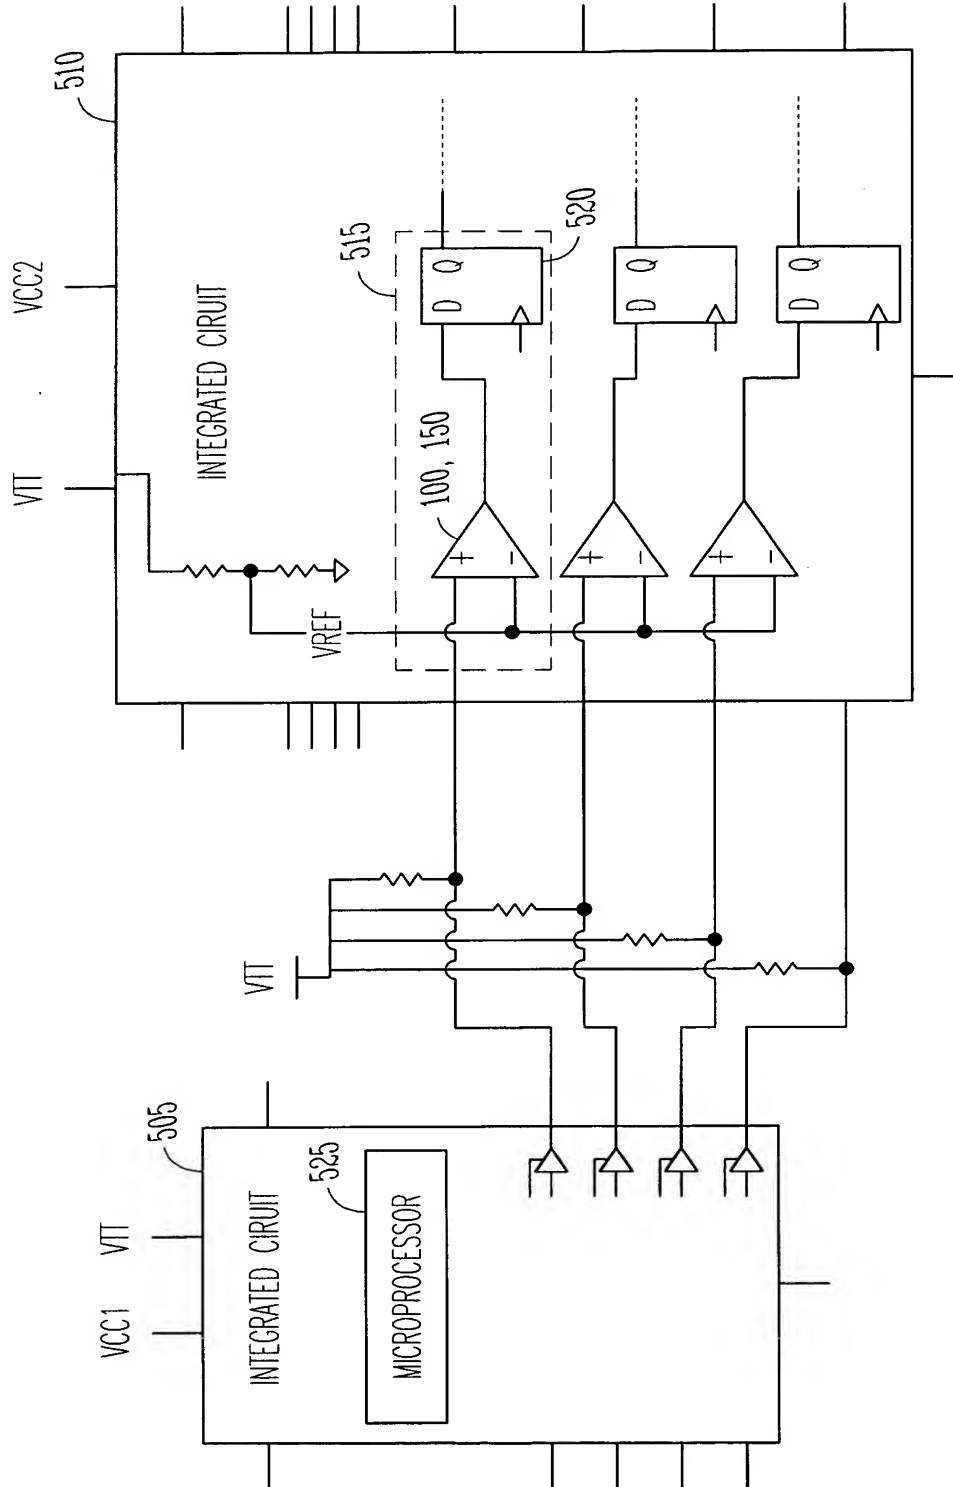 505
VCC1
VTT
INTEGRATED CIRUIT
525
MICROPROCESSOR
VTT
510
VTT
VCC2
INTEGRATED CIRUIT
VREF
515
100, 150
+
-
D Q
520
+
-
D Q
+
-
D Q